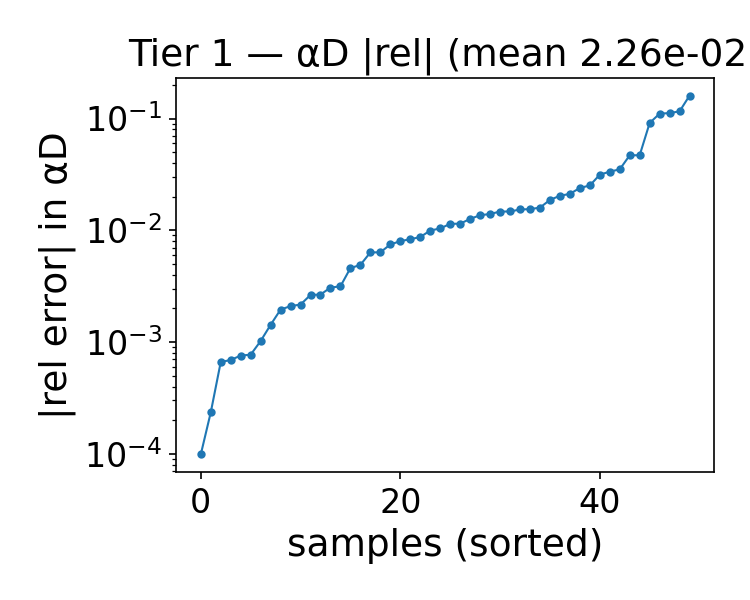 Tier 1 — αD |rel| (mean 2.26e-02
|rel error| in αD
10⁻¹
10⁻²
10⁻³
10⁻⁴
0 20 40
samples (sorted)